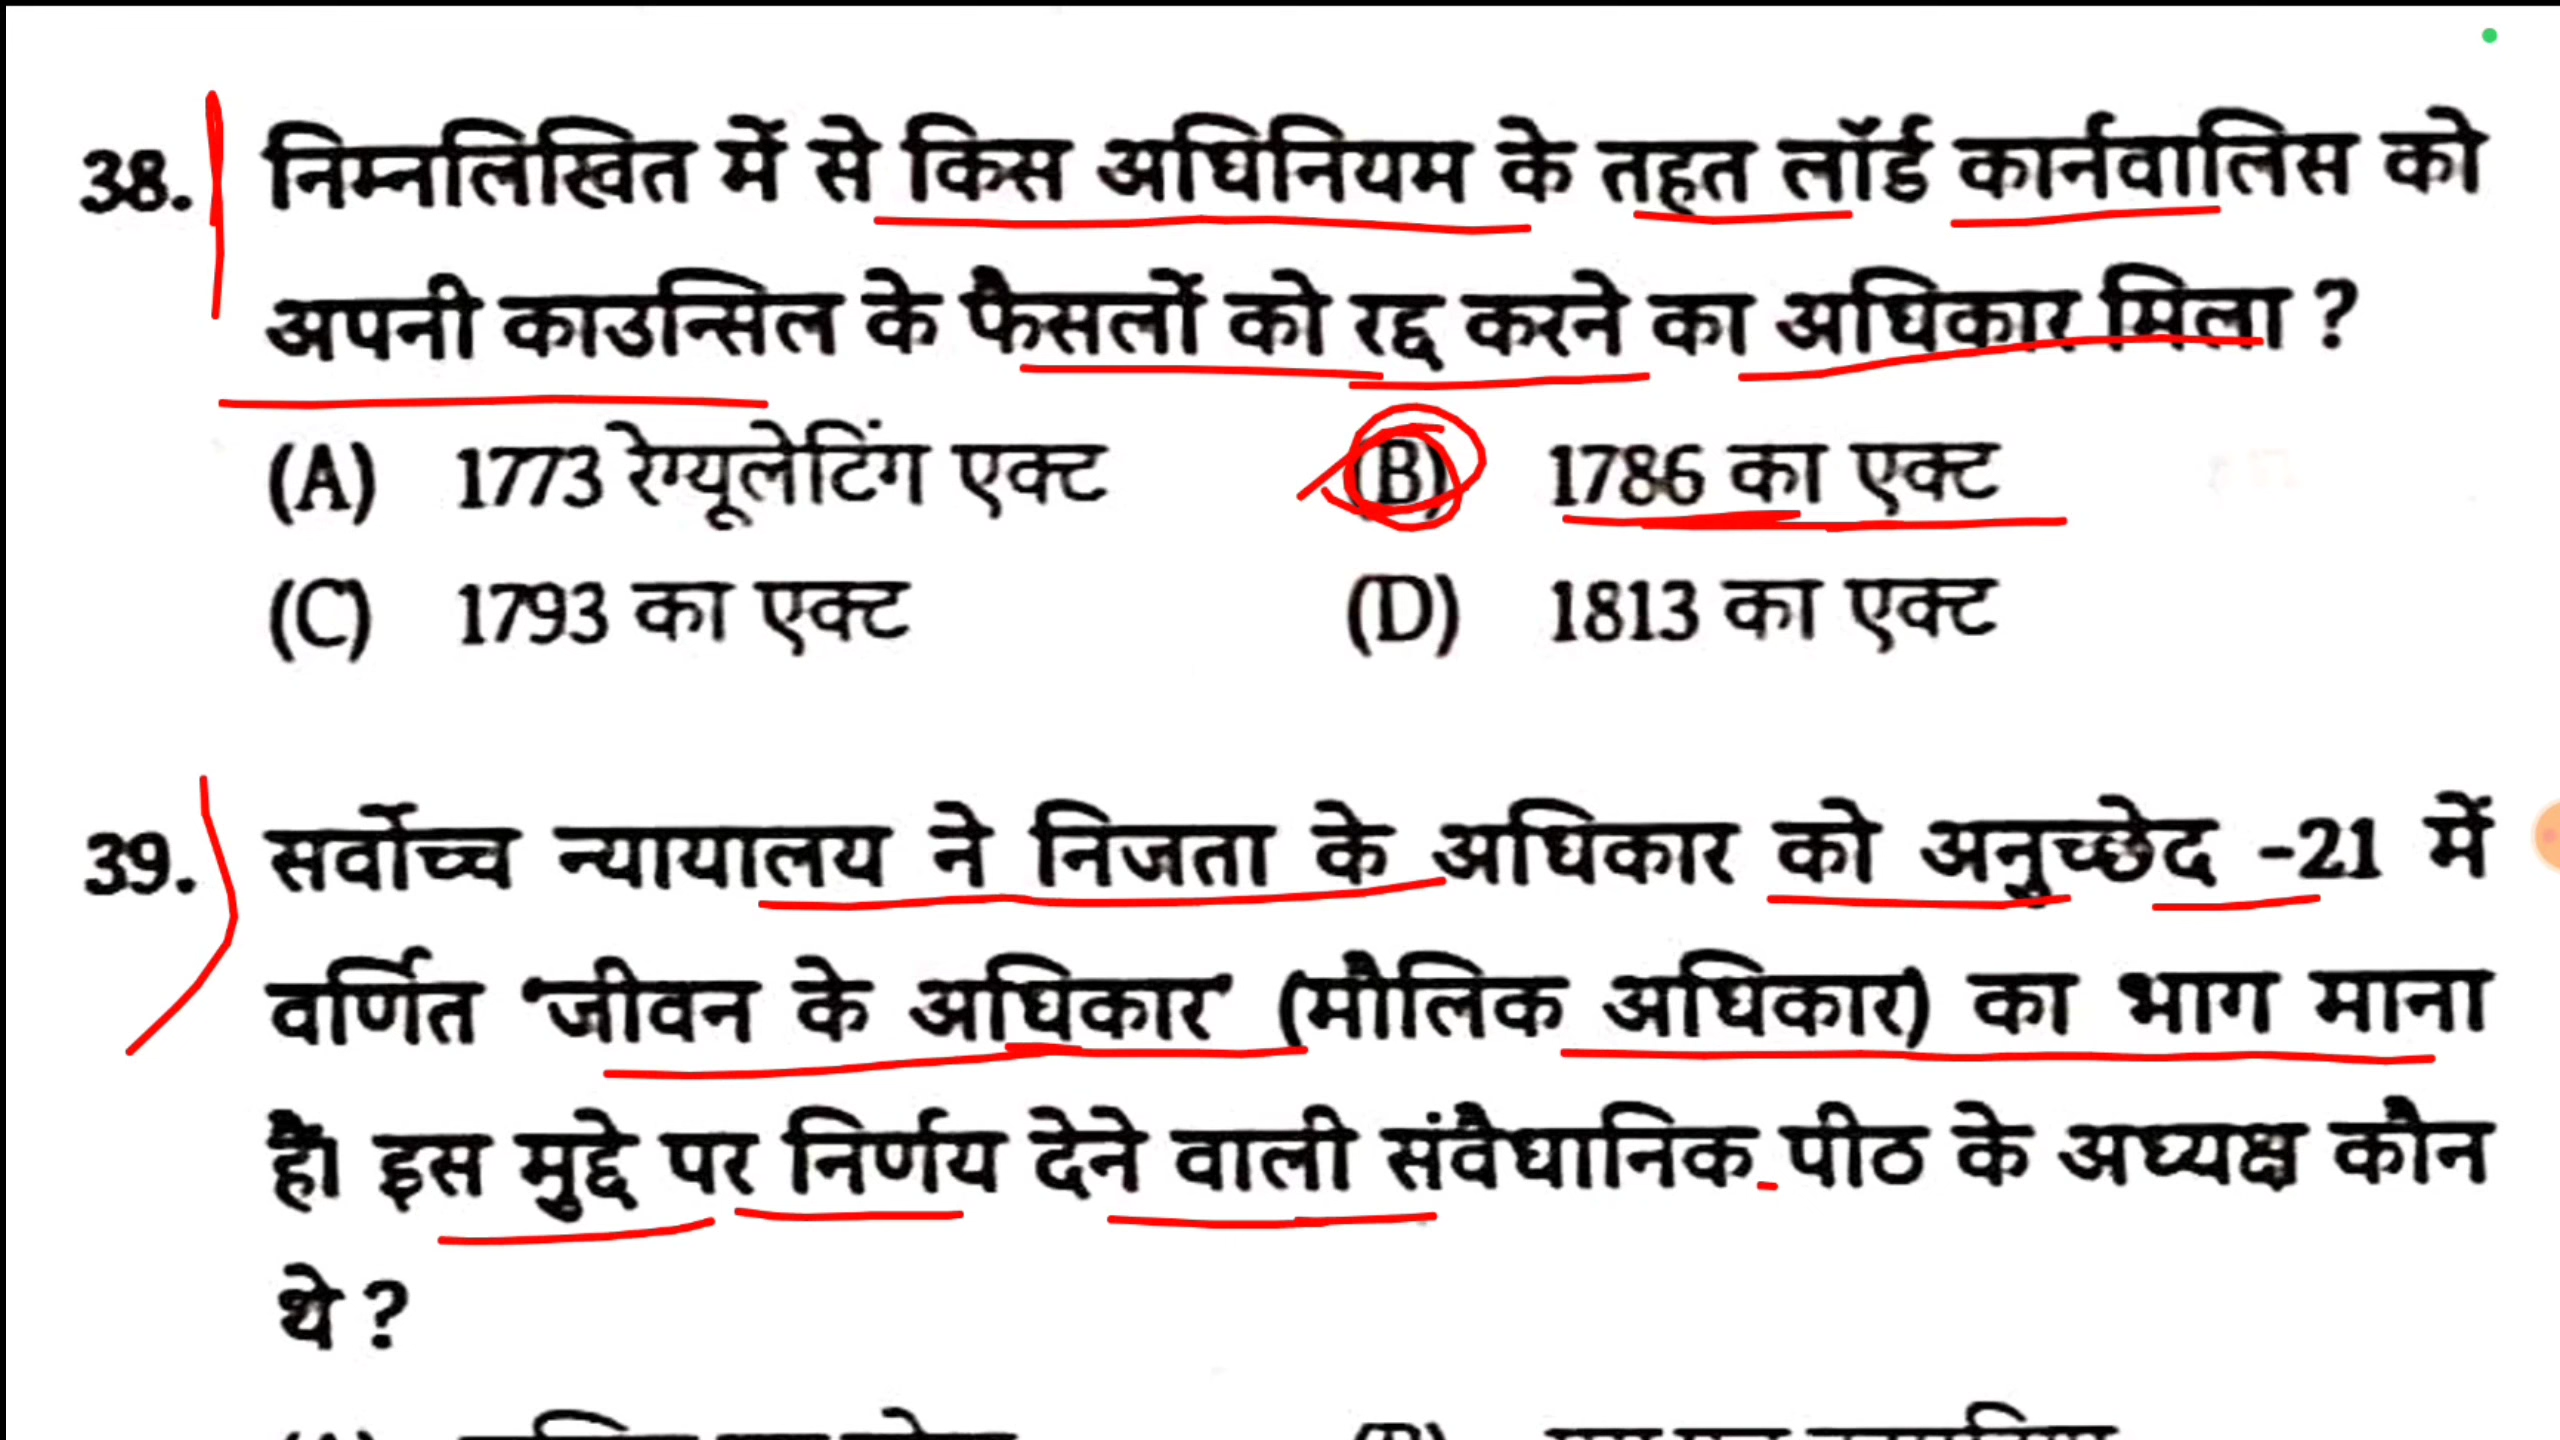 38. निम्नलिखित में से किस अधिनियम के तहत लॉर्ड कार्नवालिस को
अपनी काउन्सिल के फैसलों को रद्द करने का अधिकार मिला ?
(A) 1773 रेग्यूलेटिंग एक्ट (B) 1786 का एक्ट
(C) 1793 का एक्ट (D) 1813 का एक्ट
39. सर्वोच्च न्यायालय ने निजता के अधिकार को अनुच्छेद -21 में
वर्णित 'जीवन के अधिकार' (मौलिक अधिकार) का भाग माना
है। इस मुद्दे पर निर्णय देने वाली संवैधानिक पीठ के अध्यक्ष कौन
थे ?